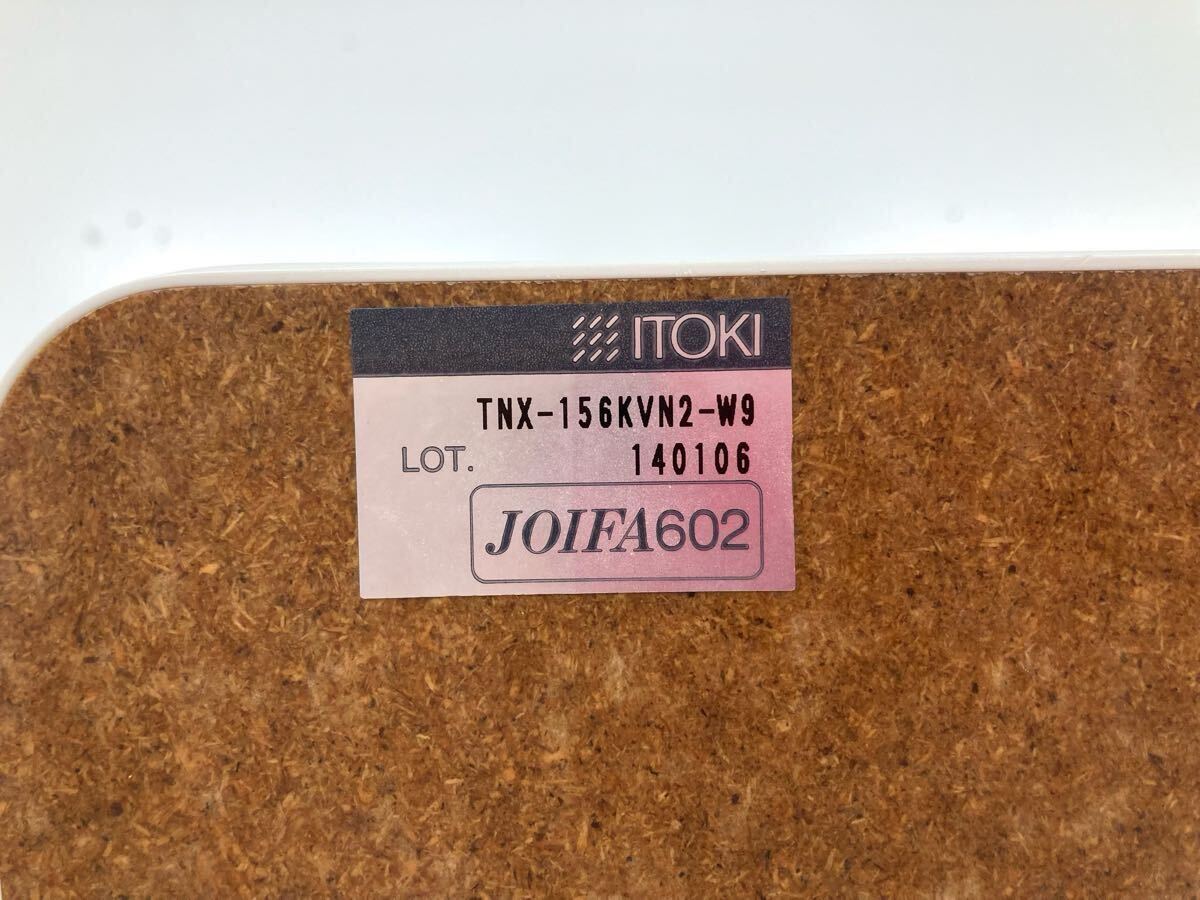 ITOKI
TNX-156KVN2-W9
LOT. 140106
JOIFA602